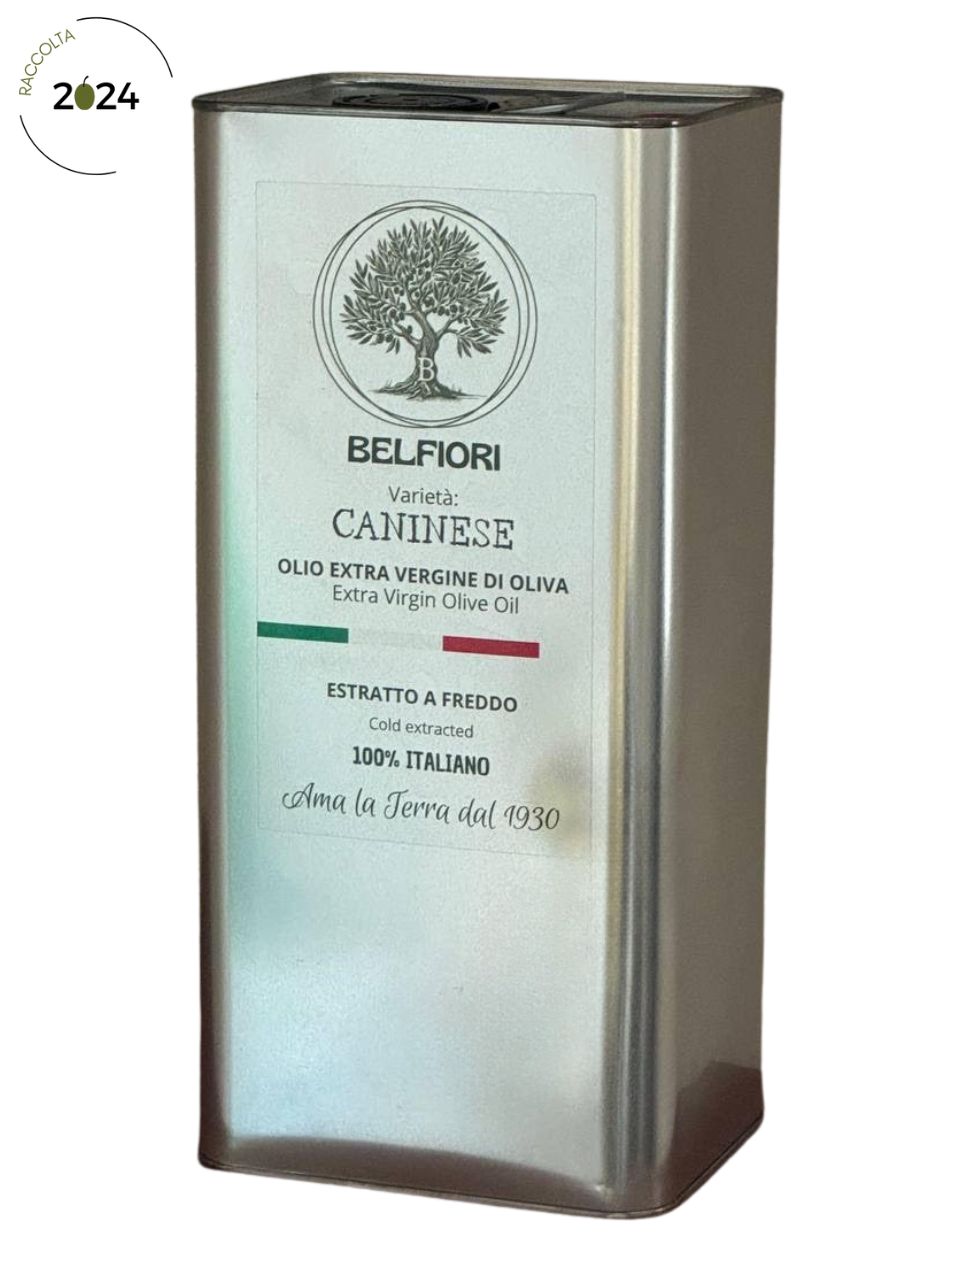 RACCOLTA
2024
B
BELFIORI
Varietà:
CANINESE
OLIO EXTRA VERGINE DI OLIVA
Extra Virgin Olive Oil
ESTRATTO A FREDDO
Cold extracted
100% ITALIANO
Ama la Terra dal 1930